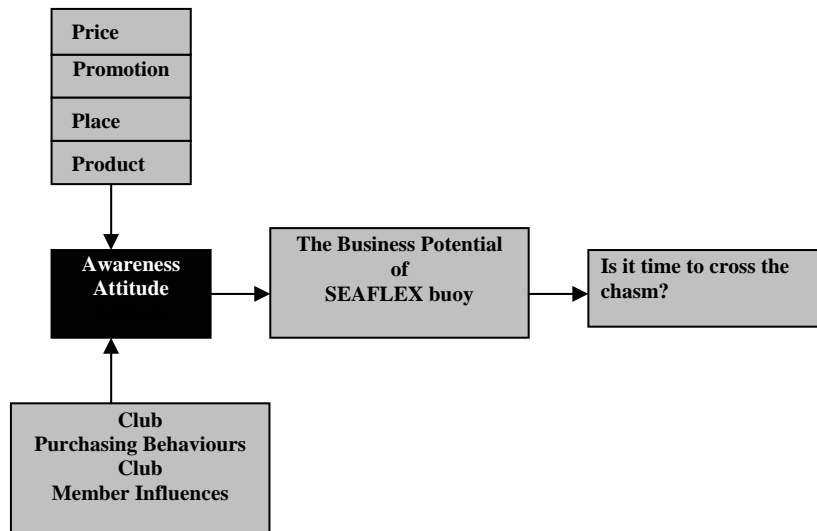 Price
Promotion
Place
Product
Awareness
Attitude
The Business Potential
of
SEAFLEX buoy
Is it time to cross the
chasm?
Club
Purchasing Behaviours
Club
Member Influences